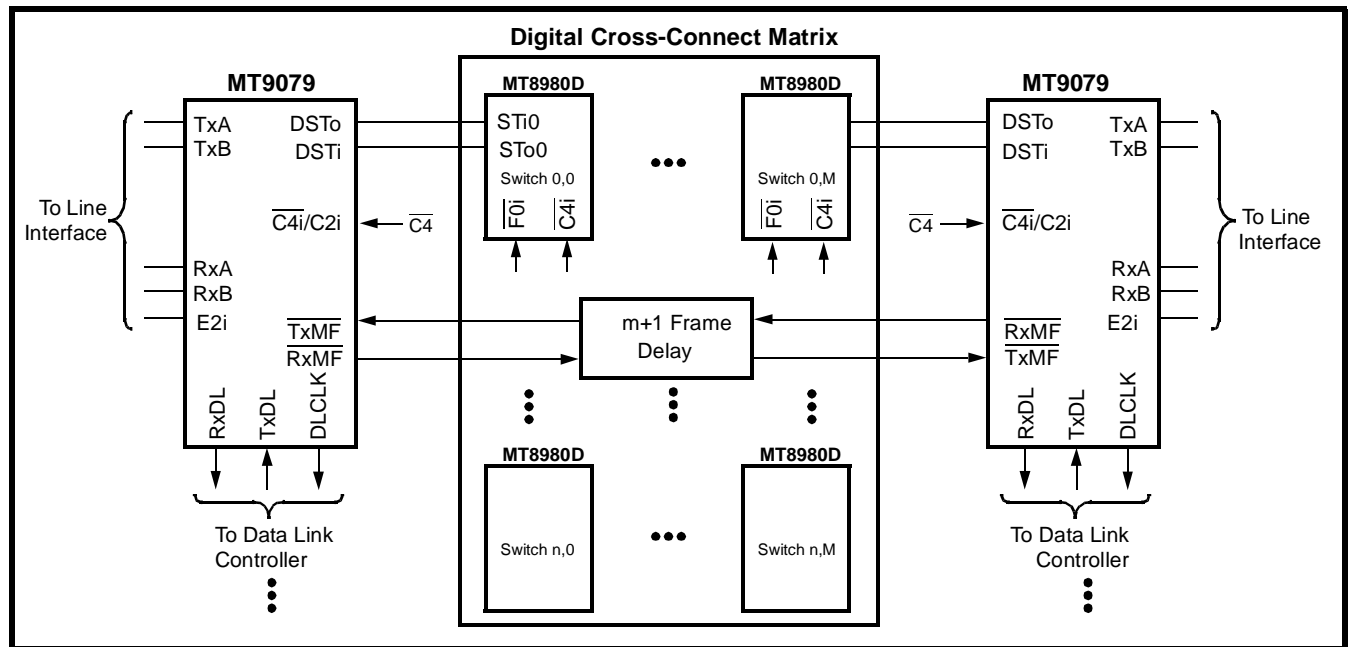 Digital Cross-Connect Matrix
MT9079
TxA
TxB
DSTo
DSTi
C4i/C2i
C4
RxA
RxB
E2i
TxMF
RxMF
RxDL
TxDL
DLCLK
To Line
Interface
To Data Link
Controller
MT8980D
STi0
STo0
Switch 0,0
F0i
C4i
MT8980D
Switch 0,M
F0i
C4i
m+1 Frame
Delay
MT8980D
Switch n,0
MT8980D
Switch n,M
MT9079
DSTo
DSTi
TxA
TxB
C4
C4i/C2i
RxA
RxB
E2i
RxMF
TxMF
RxDL
TxDL
DLCLK
To Line
Interface
To Data Link
Controller